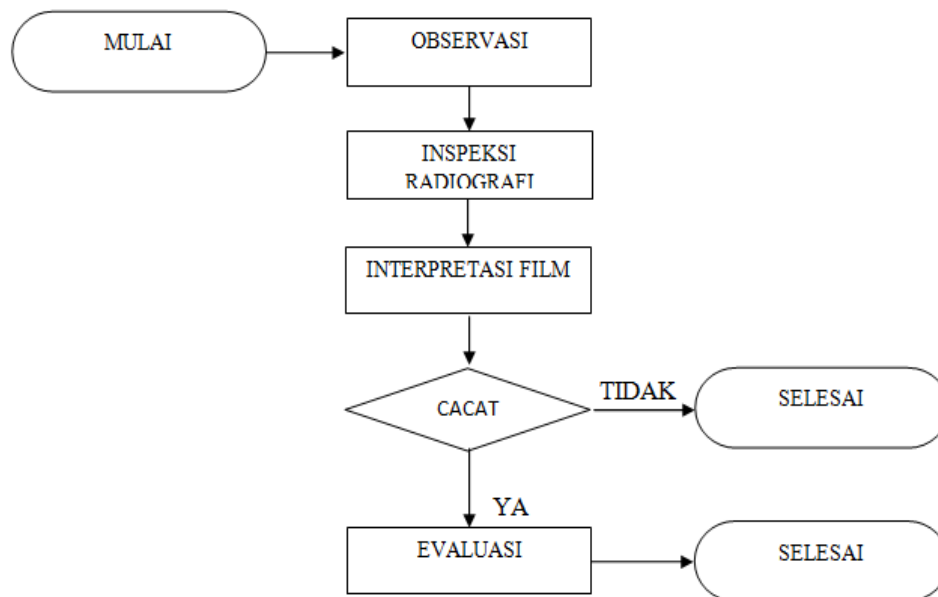 MULAI
OBSERVASI
INSPEKSI
RADIOGRAFI
INTERPRETASI FILM
CACAT
TIDAK
SELESAI
YA
EVALUASI
SELESAI